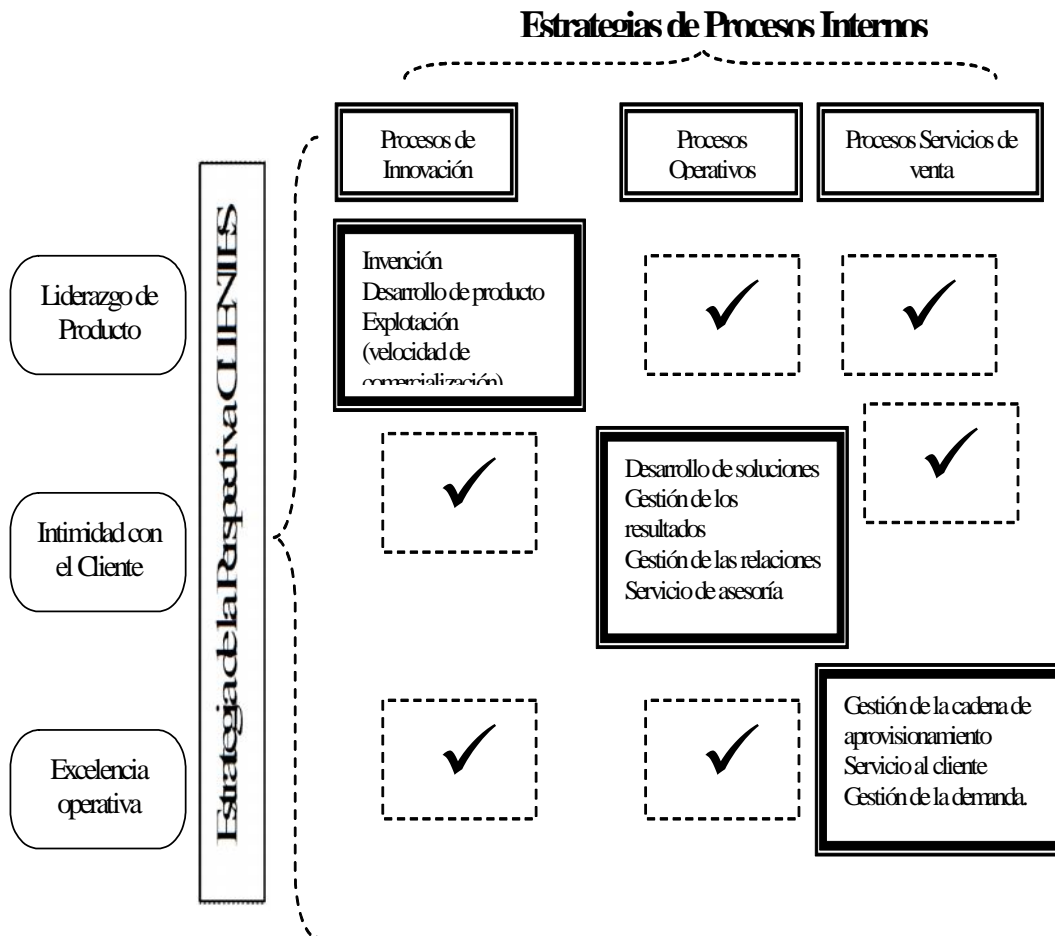 Estrategias de Procesos Internos
Procesos de
Innovación
Procesos
Operativos
Procesos Servicios de
venta
Estrategia de la Perspectiva CLIENTES
Liderazgo de
Producto
Invención
Desarrollo de producto
Explotación
(velocidad de
comercialización)
✓
✓
Intimidad con
el Cliente
✓
Desarrollo de soluciones
Gestión de los
resultados
Gestión de las relaciones
Servicio de asesoría
✓
Excelencia
operativa
✓
✓
Gestión de la cadena de
aprovisionamiento
Servicio al cliente
Gestión de la demanda.